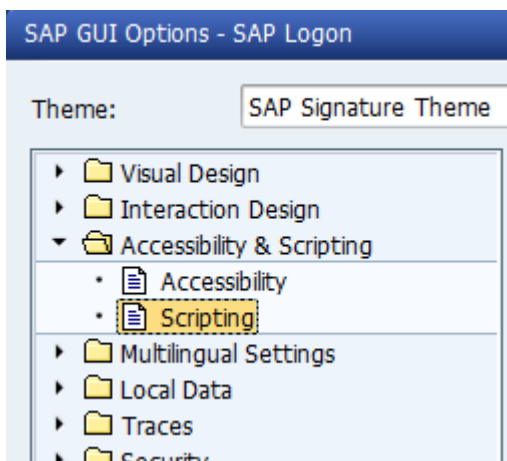 SAP GUI Options - SAP Logon
Theme: SAP Signature Theme
Visual Design
Interaction Design
Accessibility & Scripting
Accessibility
Scripting
Multilingual Settings
Local Data
Traces
Security